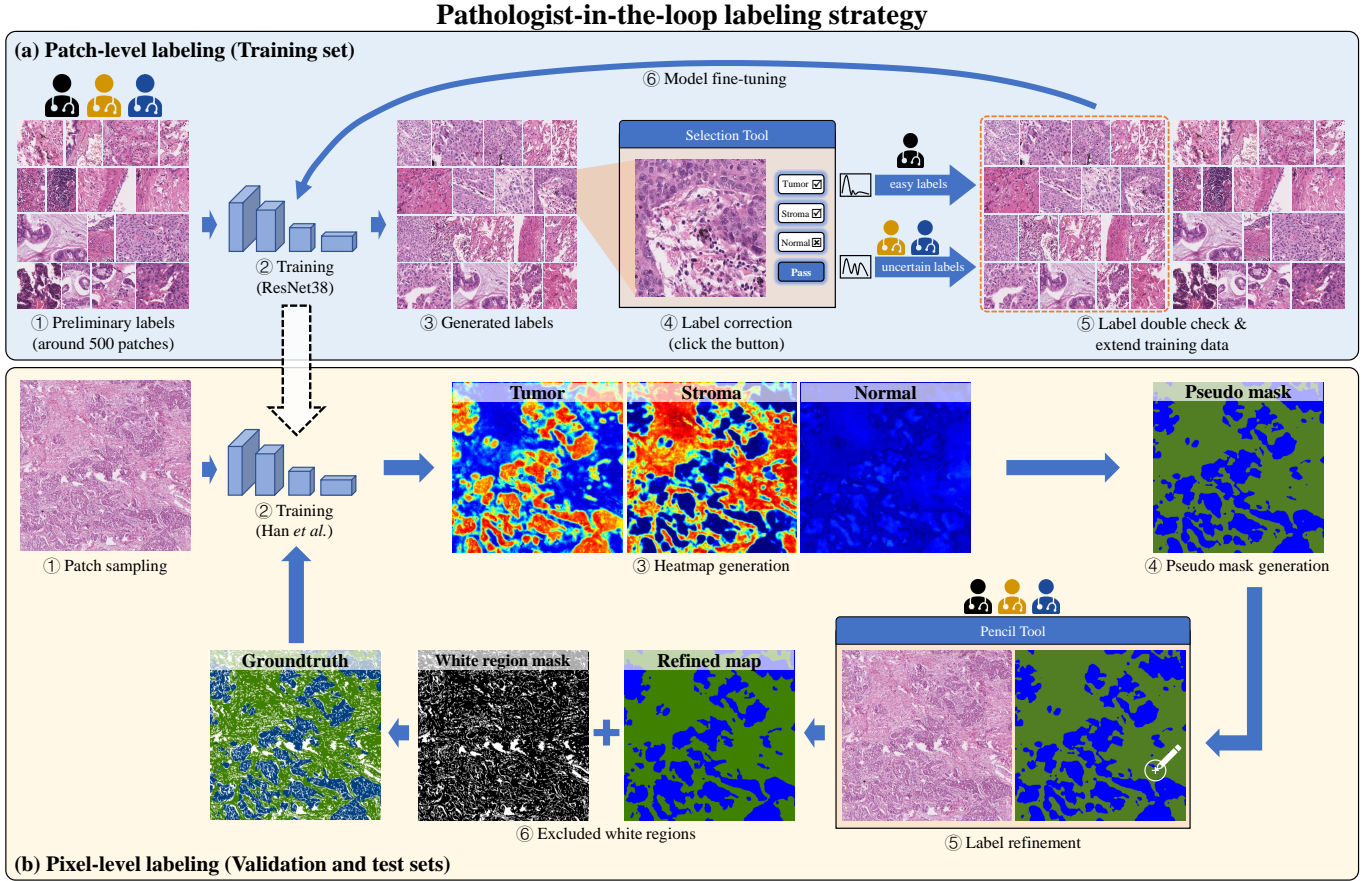 Pathologist-in-the-loop labeling strategy
(a) Patch-level labeling (Training set)
⑥ Model fine-tuning
Selection Tool
Tumor ☑
Stroma ☑
Normal ☒
Pass
easy labels
uncertain labels
① Preliminary labels
(around 500 patches)
② Training
(ResNet38)
③ Generated labels
④ Label correction
(click the button)
⑤ Label double check &
extend training data
Tumor
Stroma
Normal
Pseudo mask
① Patch sampling
② Training
(Han et al.)
③ Heatmap generation
④ Pseudo mask generation
Pencil Tool
Groundtruth
White region mask
Refined map
⑥ Excluded white regions
⑤ Label refinement
(b) Pixel-level labeling (Validation and test sets)